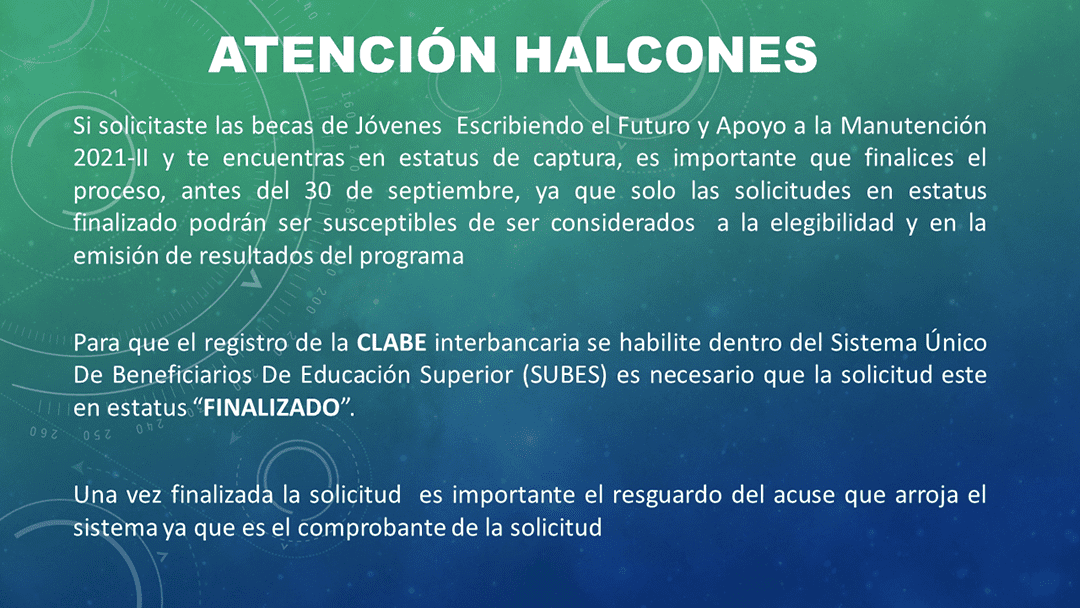 ATENCIÓN HALCONES
Si solicitaste las becas de Jóvenes Escribiendo el Futuro y Apoyo a la Manutención
2021-II y te encuentras en estatus de captura, es importante que finalices el
proceso, antes del 30 de septiembre, ya que solo las solicitudes en estatus
finalizado podrán ser susceptibles de ser considerados a la elegibilidad y en la
emisión de resultados del programa
Para que el registro de la CLABE interbancaria se habilite dentro del Sistema Único
De Beneficiarios De Educación Superior (SUBES) es necesario que la solicitud este
en estatus “FINALIZADO”.
Una vez finalizada la solicitud es importante el resguardo del acuse que arroja el
sistema ya que es el comprobante de la solicitud